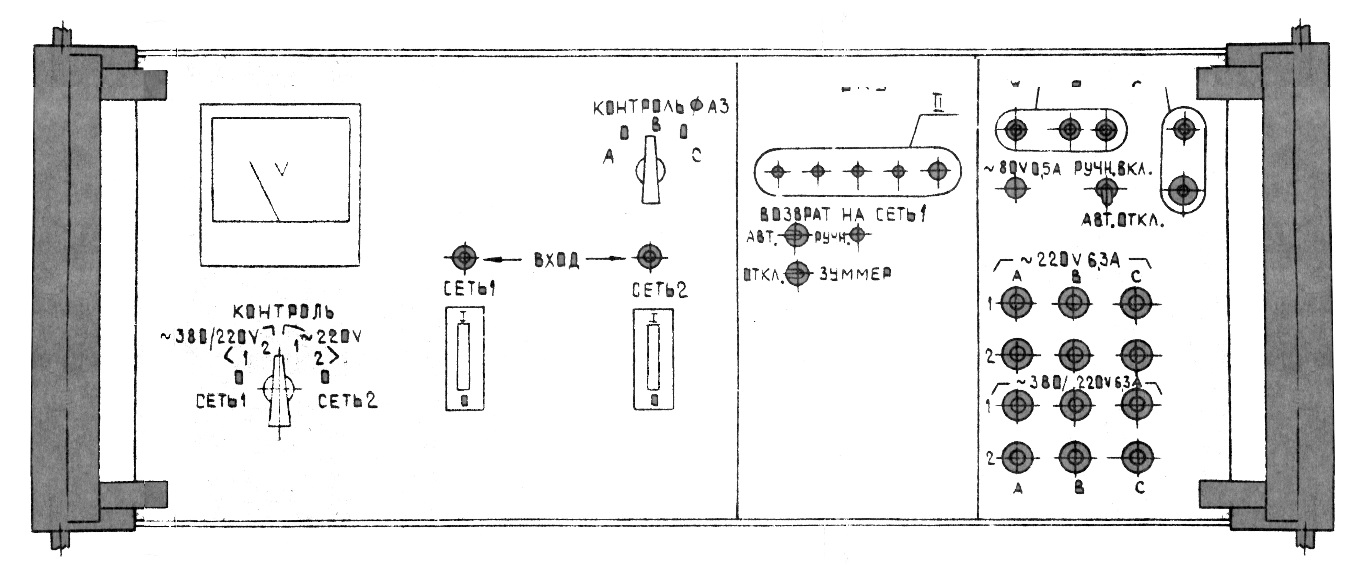 V
КОНТРОЛЬ ФАЗ
A B C
СЕТЬ1 ВХОД СЕТЬ2
I I
КОНТРОЛЬ
~380/220V ~220V
1 2 1 2
СЕТЬ1 СЕТЬ2
II
ВОЗВРАТ НА СЕТЬ1
АВТ. РУЧН.
ОТКЛ. ЗУММЕР
~80V 0,5А РУЧН.ВКЛ.
АВТ.ОТКЛ.
~220V 6,3А
A B C
1
2
~380/220V 6,3А
1
2
A B C